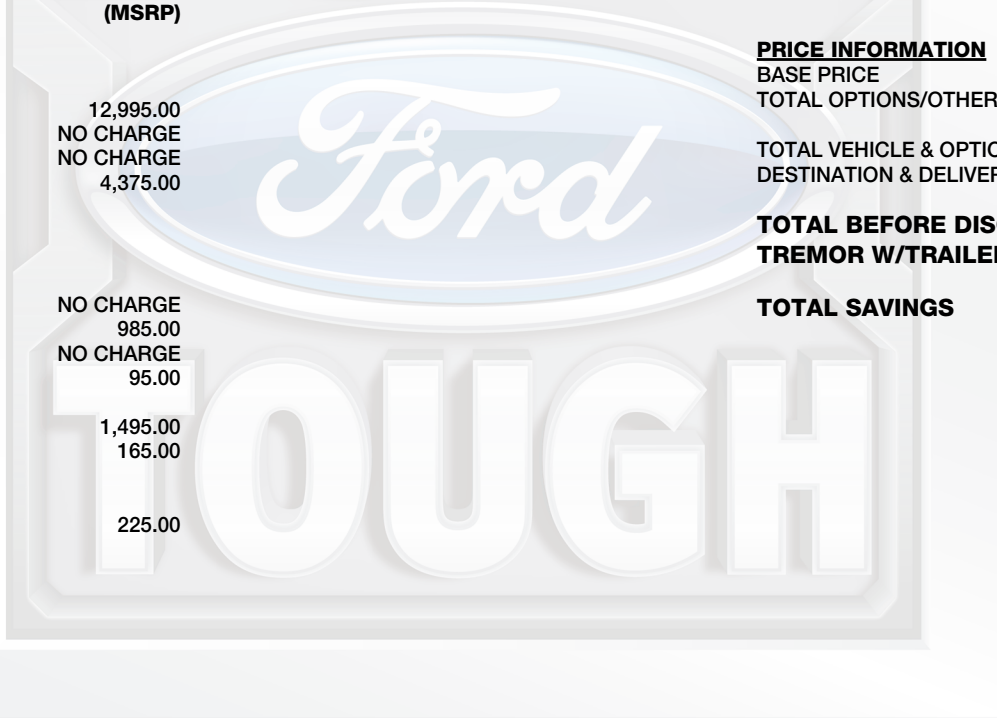 (MSRP)
12,995.00
NO CHARGE
NO CHARGE
4,375.00
NO CHARGE
985.00
NO CHARGE
95.00
1,495.00
165.00
225.00
PRICE INFORMATION
BASE PRICE
TOTAL OPTIONS/OTHER
TOTAL VEHICLE & OPTIO
DESTINATION & DELIVER
TOTAL BEFORE DIS
TREMOR W/TRAILE
TOTAL SAVINGS
Ford
TOUGH